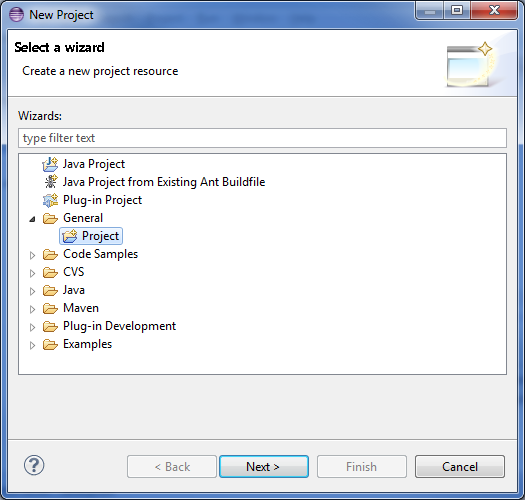 New Project
Select a wizard
Create a new project resource
Wizards:
type filter text
Java Project
Java Project from Existing Ant Buildfile
Plug-in Project
General
Project
Code Samples
CVS
Java
Maven
Plug-in Development
Examples
? < Back Next > Finish Cancel